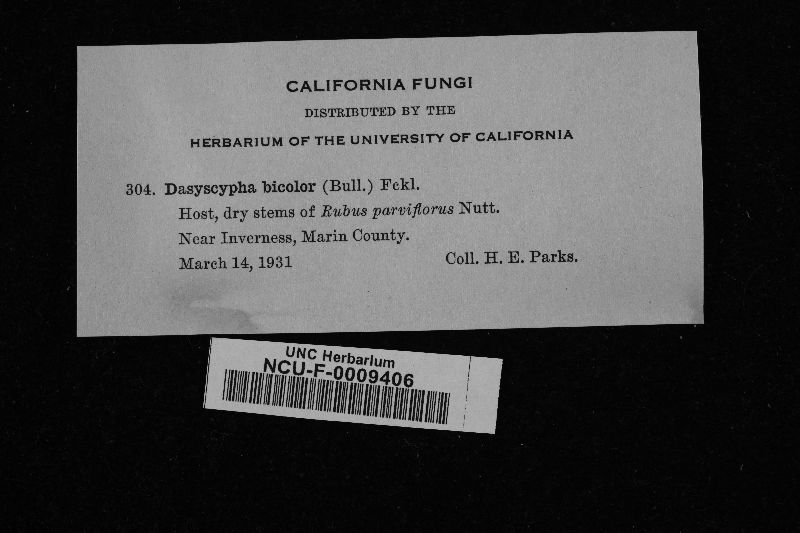 CALIFORNIA FUNGI
DISTRIBUTED BY THE
HERBARIUM OF THE UNIVERSITY OF CALIFORNIA
304. Dasyscypha bicolor (Bull.) Fckl.
Host, dry stems of Rubus parviflorus Nutt.
Near Inverness, Marin County.
March 14, 1931 Coll. H. E. Parks.
UNC Herbarium
NCU-F-0009406